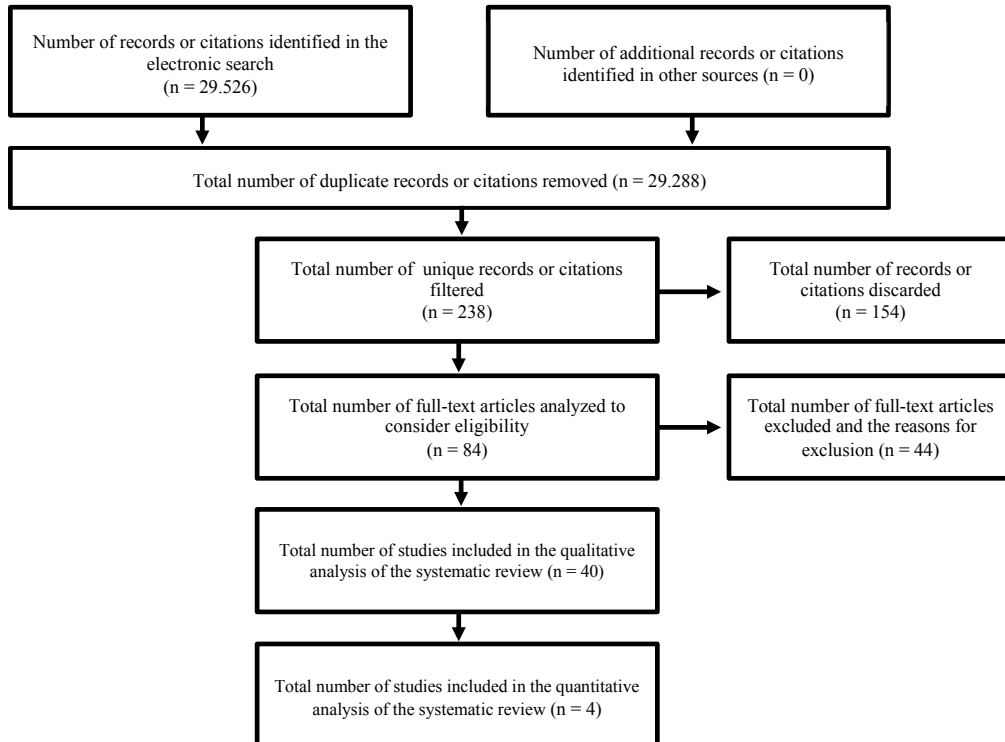 Number of records or citations identified in the
electronic search
(n = 29.526)
Number of additional records or citations
identified in other sources (n = 0)
Total number of duplicate records or citations removed (n = 29.288)
Total number of unique records or citations
filtered
(n = 238)
Total number of records or
citations discarded
(n = 154)
Total number of full-text articles analyzed to
consider eligibility
(n = 84)
Total number of full-text articles
excluded and the reasons for
exclusion (n = 44)
Total number of studies included in the qualitative
analysis of the systematic review (n = 40)
Total number of studies included in the quantitative
analysis of the systematic review (n = 4)